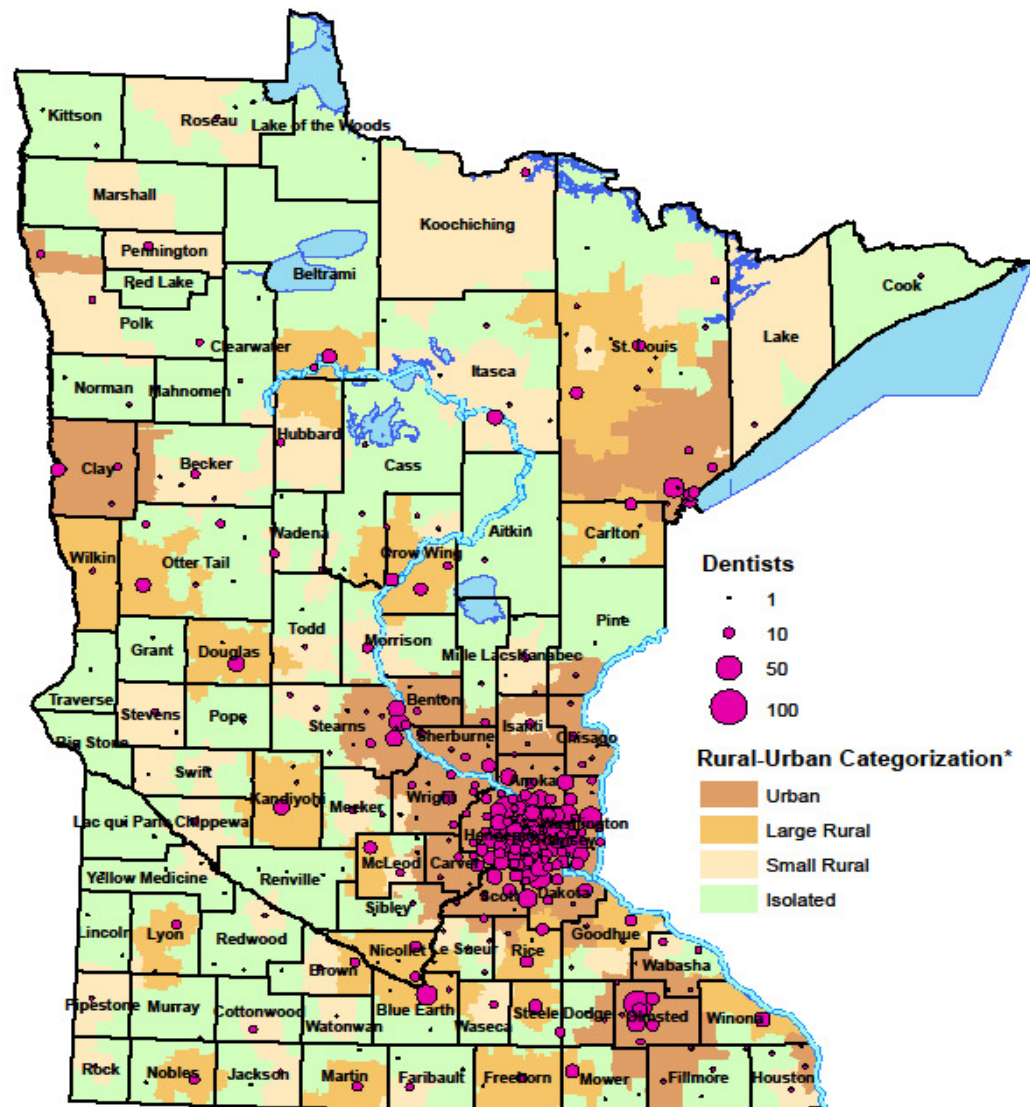 Kittson
Roseau
Lake of the Woods
Marshall
Koochiching
Pennington
Red Lake
Beltrami
Polk
Clearwater
Cook
Lake
St. Louis
Itasca
Norman
Mahnomen
Hubbard
Clay
Becker
Cass
Wadena
Aitkin
Carlton
Wilkin
Otter Tail
Crow Wing
Pine
Grant
Douglas
Todd
Morrison
Mille Lacs
Kanabec
Traverse
Stevens
Pope
Stearns
Benton
Isanti
Big Stone
Sherburne
Chisago
Swift
Anoka
Kandiyohi
Meeker
Wright
Lac qui Parle
Chippewa
Washington
McLeod
Carver
Yellow Medicine
Renville
Scott
Dakota
Sibley
Lincoln
Lyon
Redwood
Nicollet
Le Sueur
Rice
Goodhue
Wabasha
Brown
Pipestone
Murray
Cottonwood
Watonwan
Blue Earth
Waseca
Steele
Dodge
Olmsted
Winona
Rock
Nobles
Jackson
Martin
Faribault
Freeborn
Mower
Fillmore
Houston
Dentists
1
10
50
100
Rural-Urban Categorization*
Urban
Large Rural
Small Rural
Isolated